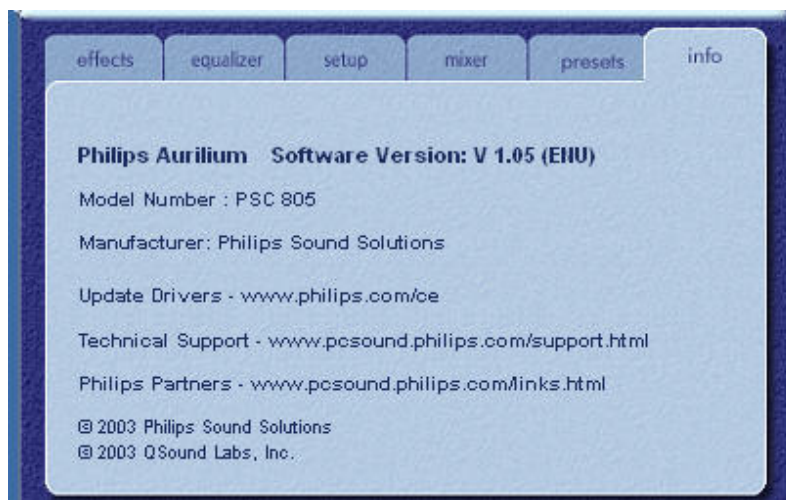 effects equalizer setup mixer presets info
Philips Aurilium Software Version: V 1.05 (ENU)
Model Number : PSC 805
Manufacturer: Philips Sound Solutions
Update Drivers - www.philips.com/ce
Technical Support - www.pcsound.philips.com/support.html
Philips Partners - www.pcsound.philips.com/links.html
© 2003 Philips Sound Solutions
© 2003 QSound Labs, Inc.